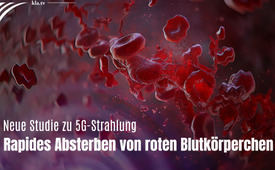 kla.tv
Neue Studie zu 5G-Strahlung
Rapides Absterben von roten Blutkörperchen